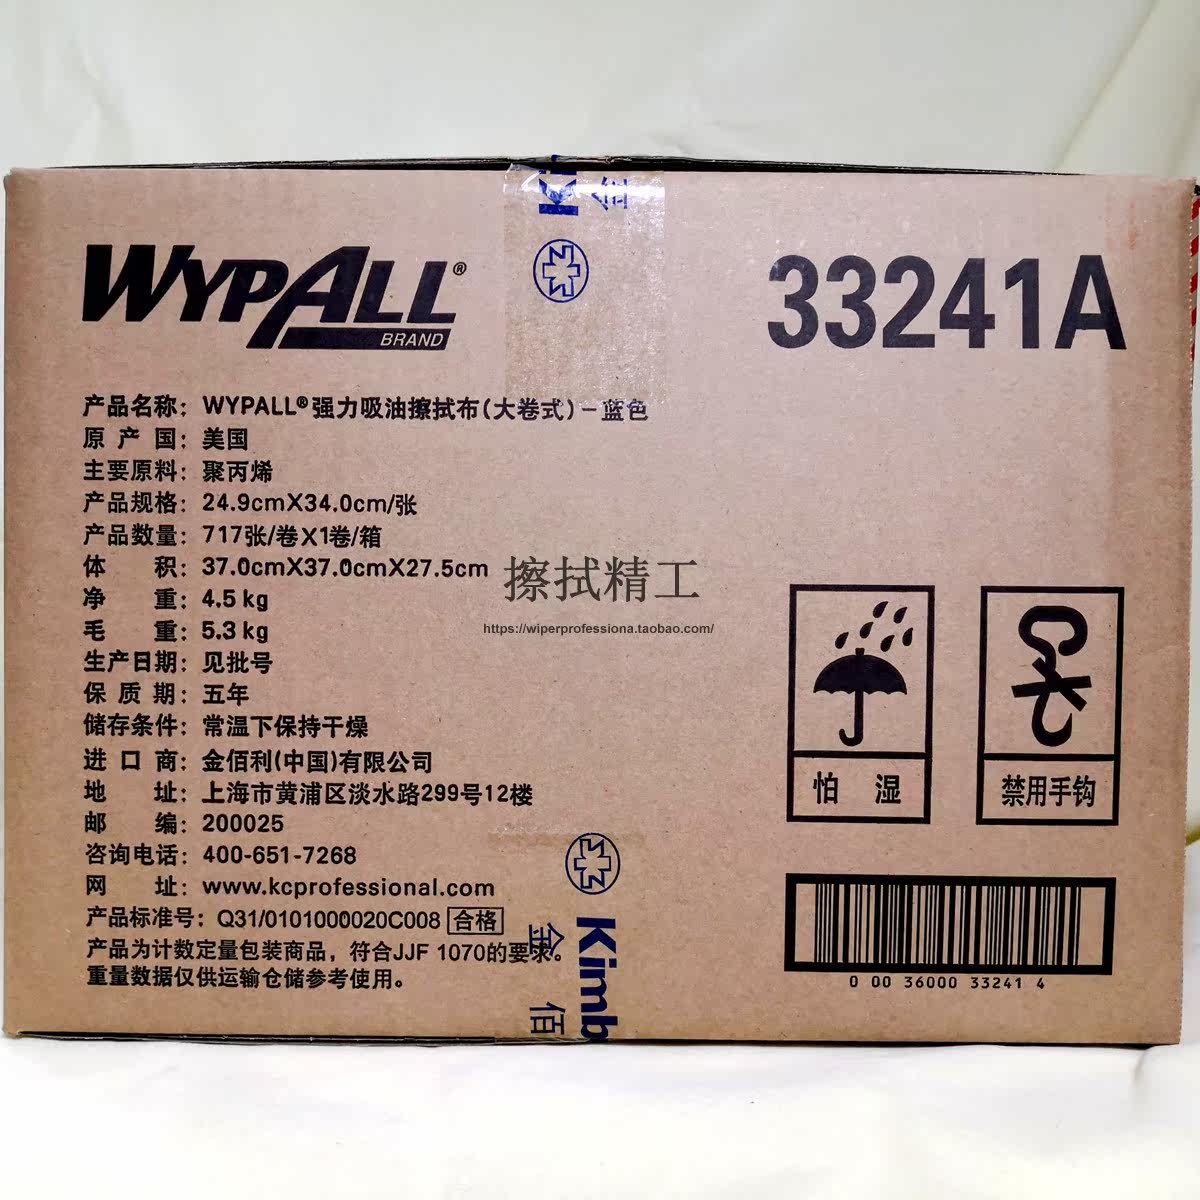 Ki
金
WYPALL®
BRAND
33241A
产品名称：WYPALL®强力吸油擦拭布(大卷式)-蓝色
原产国：美国
主要原料：聚丙烯
产品规格：24.9cmX34.0cm/张
产品数量：717张/卷X1卷/箱
体积：37.0cmX37.0cmX27.5cm
净重：4.5kg
毛重：5.3kg
生产日期：见批号
保质期：五年
储存条件：常温下保持干燥
进口商：金佰利(中国)有限公司
地址：上海市黄浦区淡水路299号12楼
邮编：200025
咨询电话：400-651-7268
网址：www.kcprofessional.com
产品标准号：Q31/0101000020C008 合格
产品为计数定量包装商品，符合JJF 1070的要求。
重量数据仅供运输仓储参考使用。
擦拭精工
https://wiperprofessiona.taobao.com/
怕湿
禁用手钩
0 00 36000 33241 4
Kimb
金佰